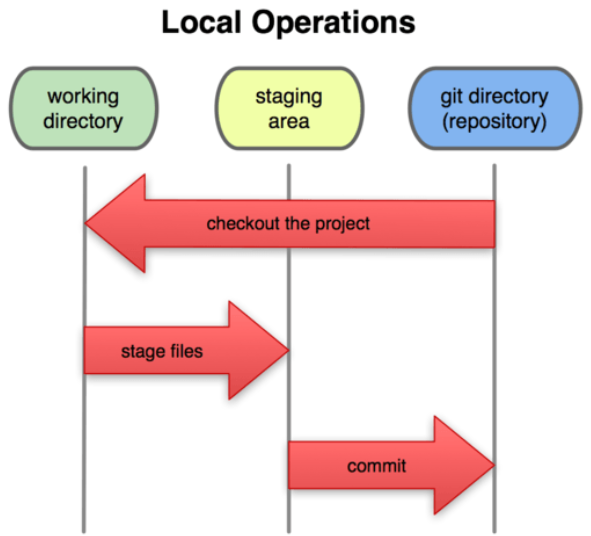 Local Operations
working
directory
staging
area
git directory
(repository)
checkout the project
stage files
commit